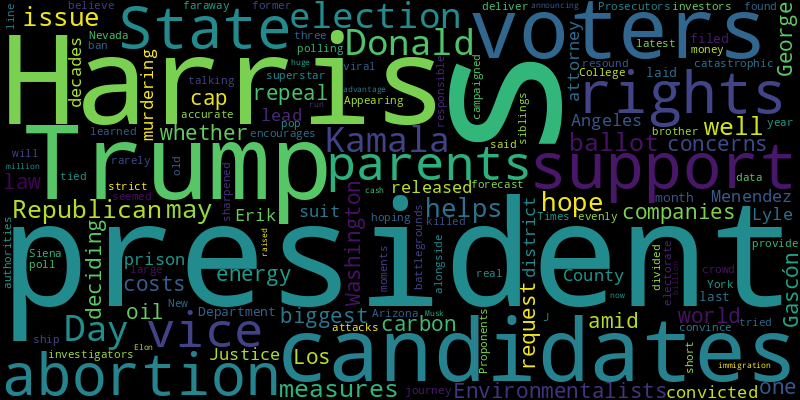 line
issue
State
faraway
former
election
believe
deliver
announcing
voters
Prosecutors
investors
found
Nevada
ban
three
polling
Donald
filed
money
latest
George
Harris
decades
murdering
viral
talking
superstar
repeal
cap
Appearing
advantage
huge
run
responsible
campaigned
S
siblings
resound
catastrophic
College
laid
attorney
rights
accurate
lead
pop
whether
encourages
learned
Kamala
said
Angeles
well
year
ballot
brother
concerns
Trump
parents
support
law
tied
will
million
rarely
seemed
strict
old
sharpened
cash
released
forecast
data
month
Menendez
Republican
may
Erik
suit
Washington
hoping
killed
helps
hope
Times
evenly
companies
last
Lyle
president
authorities
Siena
poll
deciding
prison
costs
large
raised
energy
oil
New
Department
moments
battlegrounds
alongside
real
district
County
divided
electorate
billion
crowd
York
world
provide
Gascón
now
convince
tried
Day
vice
biggest
Arizona
Musk
attacks
carbon
Proponents
request
J
amid
ship
investigators
Elon
Justice
Los
candidates
short
immigration
abortion
measures
journey
Environmentalists
convicted
one